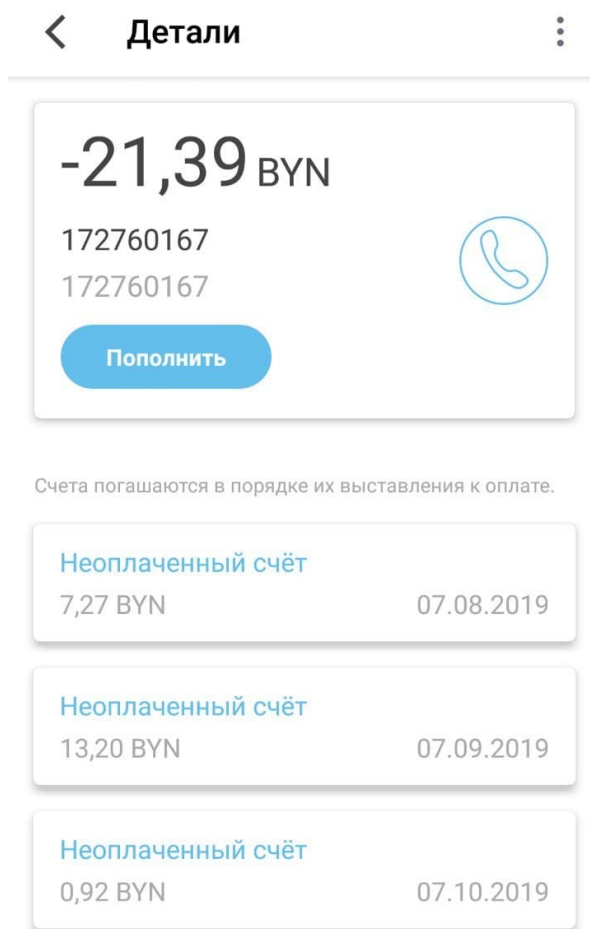 Детали
-21,39 BYN
172760167
172760167
Пополнить
Счета погашаются в порядке их выставления к оплате.
Неоплаченный счёт
7,27 BYN 07.08.2019
Неоплаченный счёт
13,20 BYN 07.09.2019
Неоплаченный счёт
0,92 BYN 07.10.2019